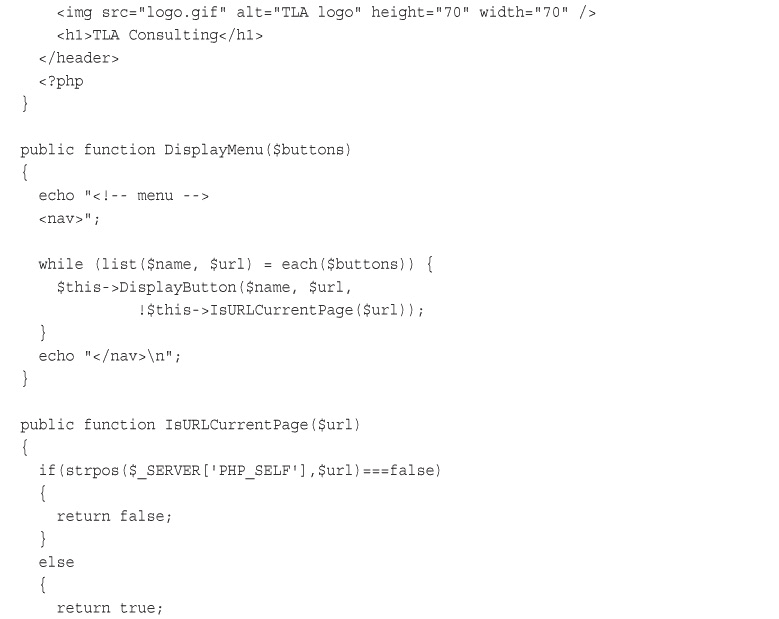 <img src="logo.gif" alt="TLA logo" height="70" width="70" />
<h1>TLA Consulting</h1>
</header>
<?php
}
public function DisplayMenu($buttons)
{
echo "<!-- menu -->
<nav>";
while (list($name, $url) = each($buttons)) {
$this->DisplayButton($name, $url,
!$this->IsURLCurrentPage($url));
}
echo "</nav>\n";
}
public function IsURLCurrentPage($url)
{
if(strpos($_SERVER['PHP_SELF'],$url)===false)
{
return false;
}
else
{
return true;